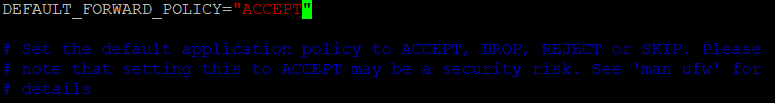 DEFAULT_FORWARD_POLICY="ACCEPT"
# Set the default application policy to ACCEPT, DROP, REJECT or SKIP. Please
# note that setting this to ACCEPT may be a security risk. See 'man ufw' for
# details